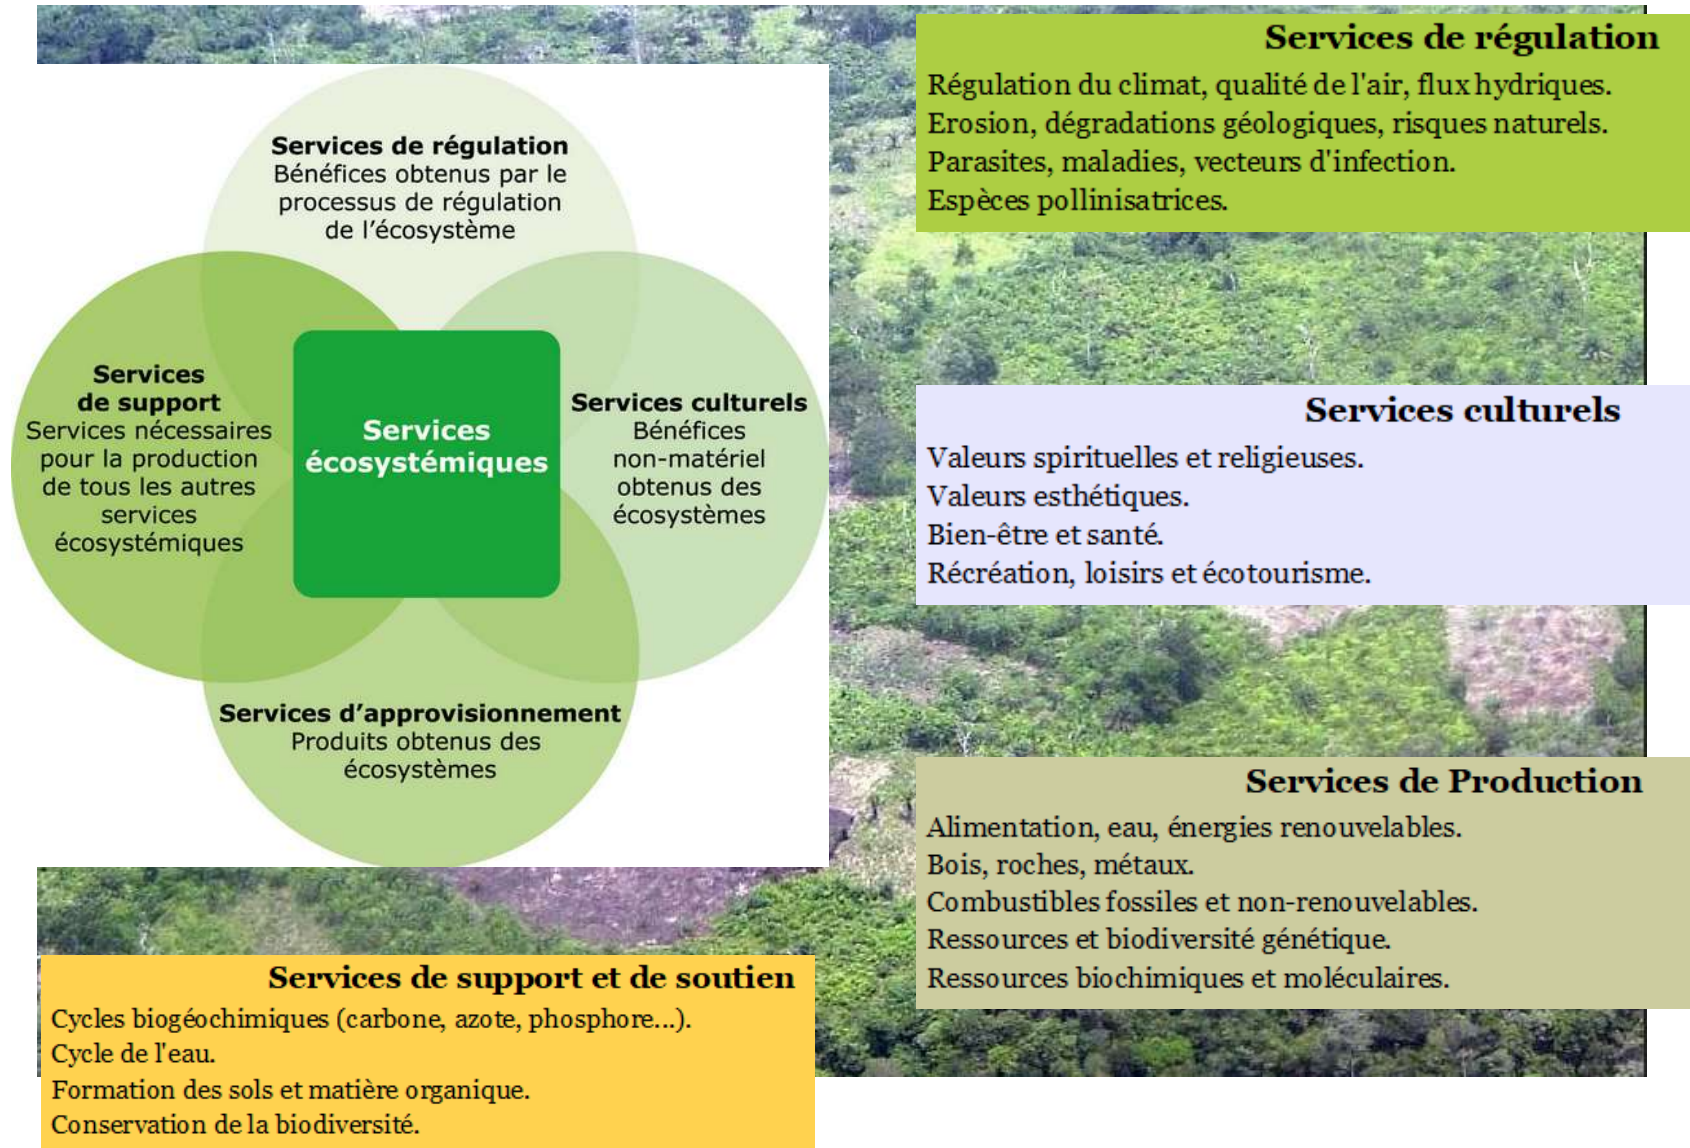 Services de régulation
Bénéfices obtenus par le
processus de régulation
de l'écosystème
Services
de support
Services nécessaires
pour la production
de tous les autres
services
écosystémiques
Services
écosystémiques
Services culturels
Bénéfices
non-matériel
obtenus des
écosystèmes
Services d'approvisionnement
Produits obtenus des
écosystèmes
Services de régulation
Régulation du climat, qualité de l'air, flux hydriques.
Erosion, dégradations géologiques, risques naturels.
Parasites, maladies, vecteurs d'infection.
Espèces pollinisatrices.
Services culturels
Valeurs spirituelles et religieuses.
Valeurs esthétiques.
Bien-être et santé.
Récréation, loisirs et écotourisme.
Services de Production
Alimentation, eau, énergies renouvelables.
Bois, roches, métaux.
Combustibles fossiles et non-renouvelables.
Ressources et biodiversité génétique.
Ressources biochimiques et moléculaires.
Services de support et de soutien
Cycles biogéochimiques (carbone, azote, phosphore...).
Cycle de l'eau.
Formation des sols et matière organique.
Conservation de la biodiversité.